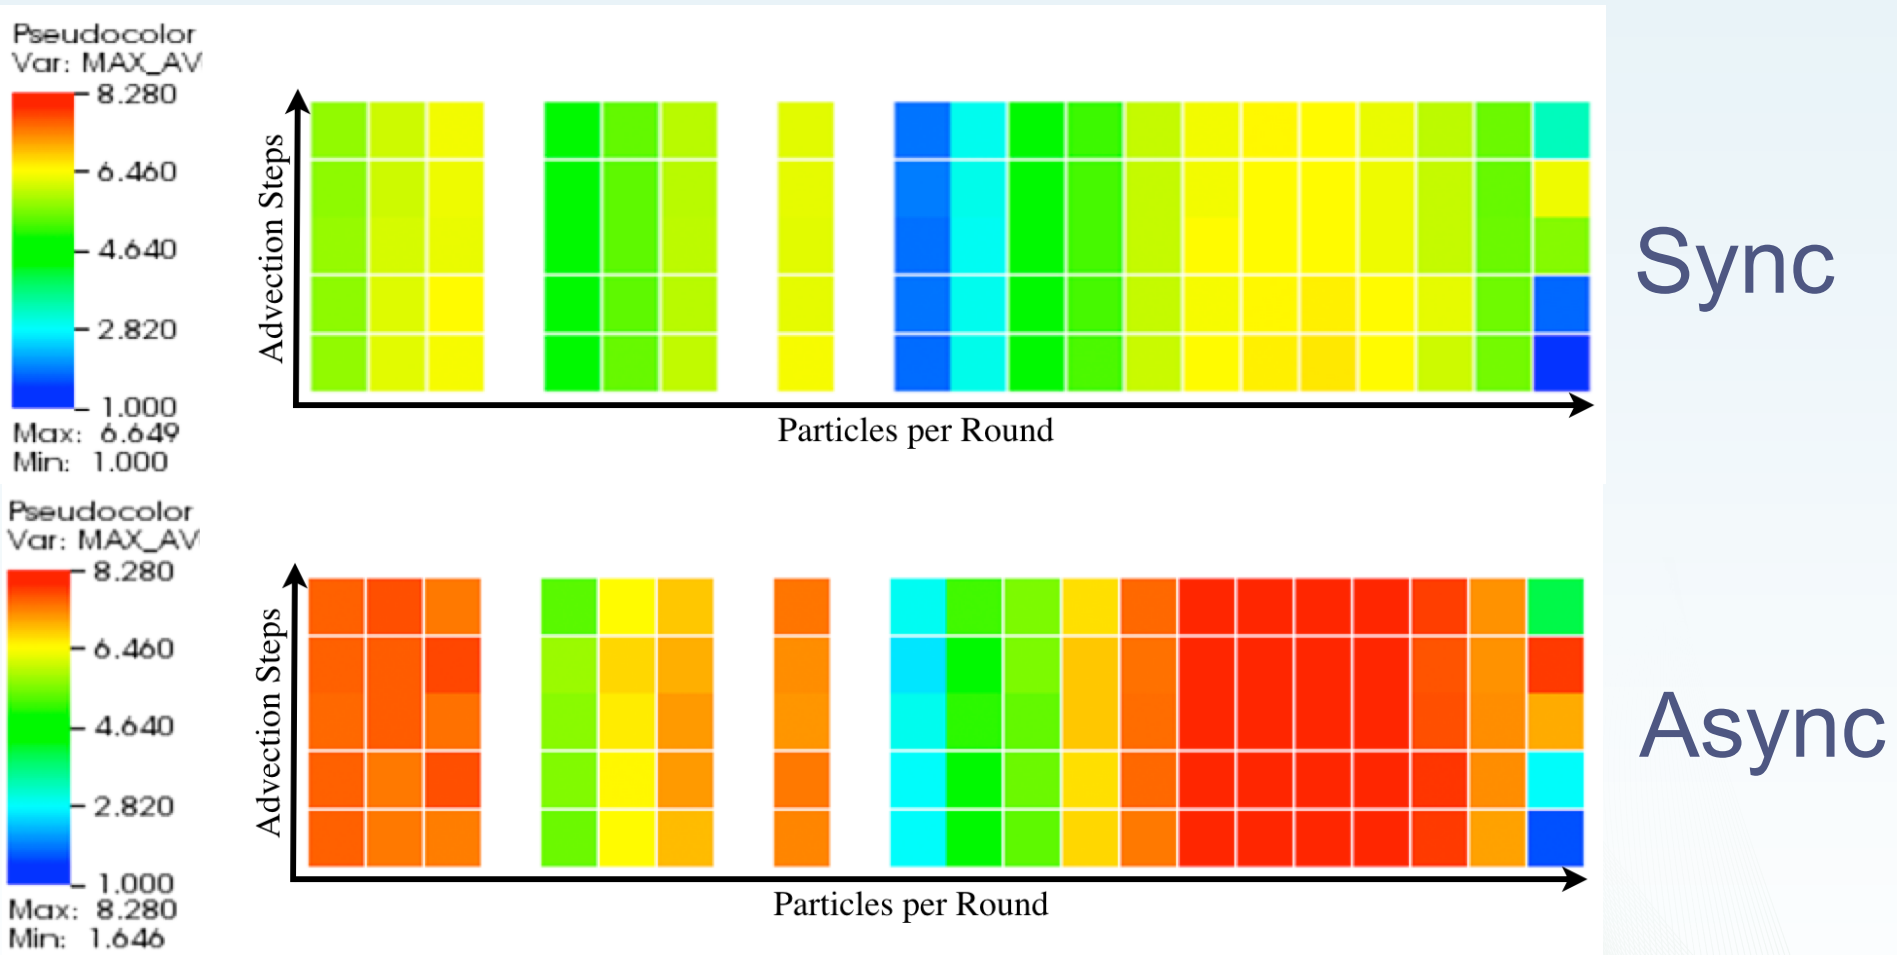 Pseudocolor
Var: MAX_AV
8.280
6.460
4.640
2.820
1.000
Max: 6.649
Min: 1.000
Advection Steps
Particles per Round
Sync
Pseudocolor
Var: MAX_AV
8.280
6.460
4.640
2.820
1.000
Max: 8.280
Min: 1.646
Advection Steps
Particles per Round
Async